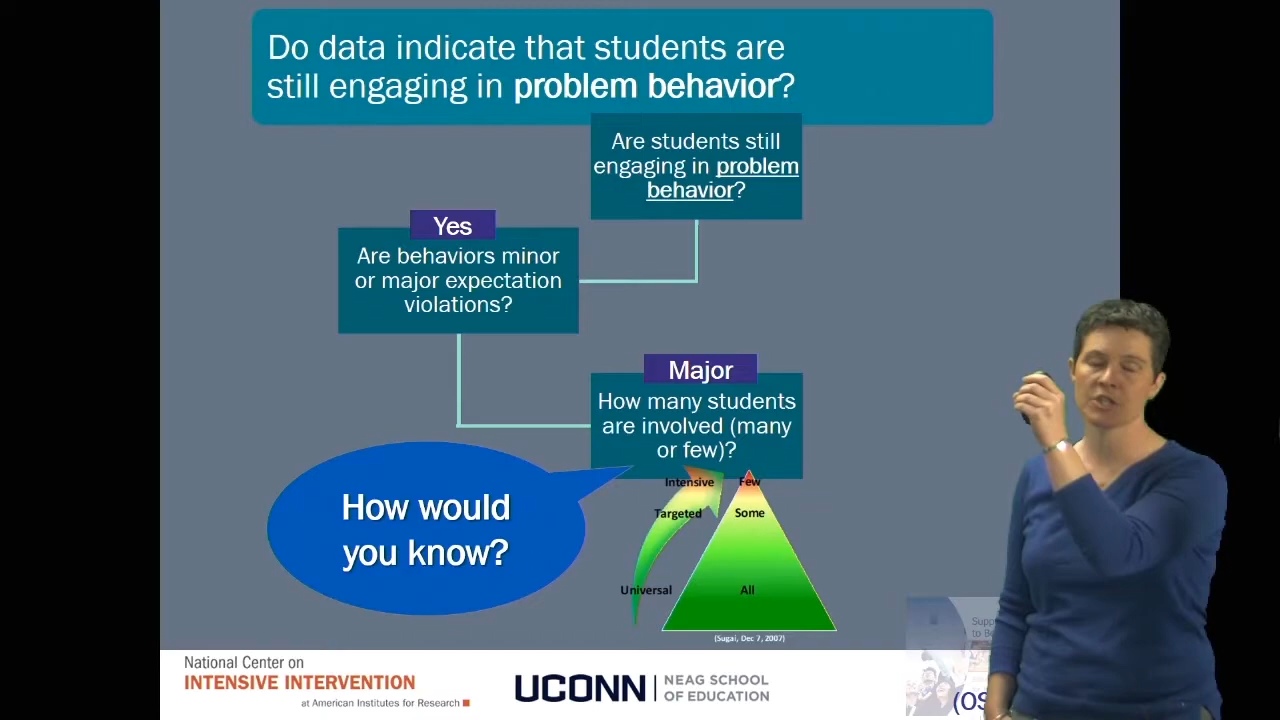 Do data indicate that students are
still engaging in problem behavior?
Are students still
engaging in problem
behavior?
Yes
Are behaviors minor
or major expectation
violations?
Major
How many students
are involved (many
or few)?
How would
you know?
Intensive
Few
Targeted
Some
Universal
All
(Sugai, Dec 7, 2007)
National Center on
INTENSIVE INTERVENTION
at American Institutes for Research
UCONN
NEAG SCHOOL
OF EDUCATION
to Be
(OS